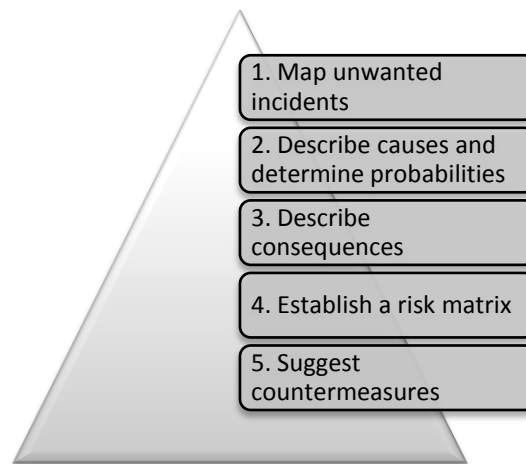 1. Map unwanted
incidents
2. Describe causes and
determine probabilities
3. Describe
consequences
4. Establish a risk matrix
5. Suggest
countermeasures